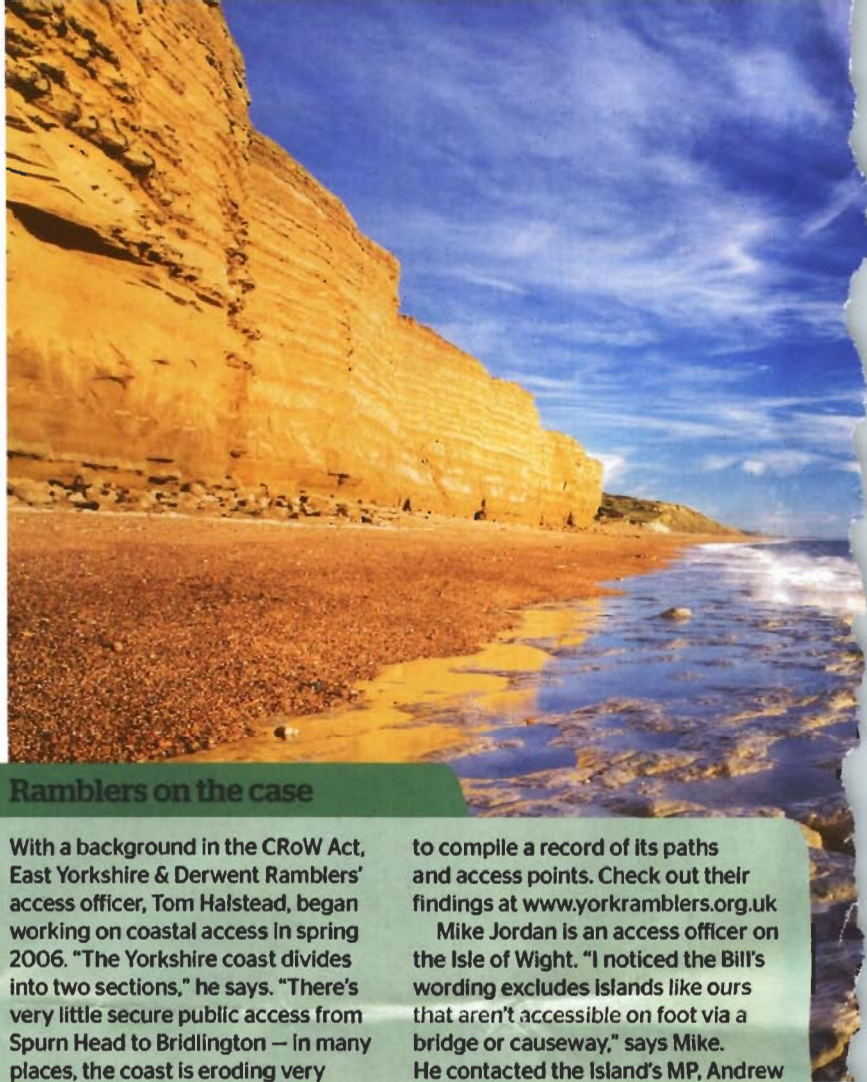 Ramblers on the case
With a background in the CRoW Act,
East Yorkshire & Derwent Ramblers'
access officer, Tom Halstead, began
working on coastal access in spring
2006. "The Yorkshire coast divides
into two sections," he says. "There's
very little secure public access from
Spurn Head to Bridlington — in many
places, the coast is eroding very
to compile a record of its paths
and access points. Check out their
findings at www.yorkramblers.org.uk
Mike Jordan is an access officer on
the Isle of Wight. "I noticed the Bill's
wording excludes islands like ours
that aren't accessible on foot via a
bridge or causeway," says Mike.
He contacted the Island's MP, Andrew